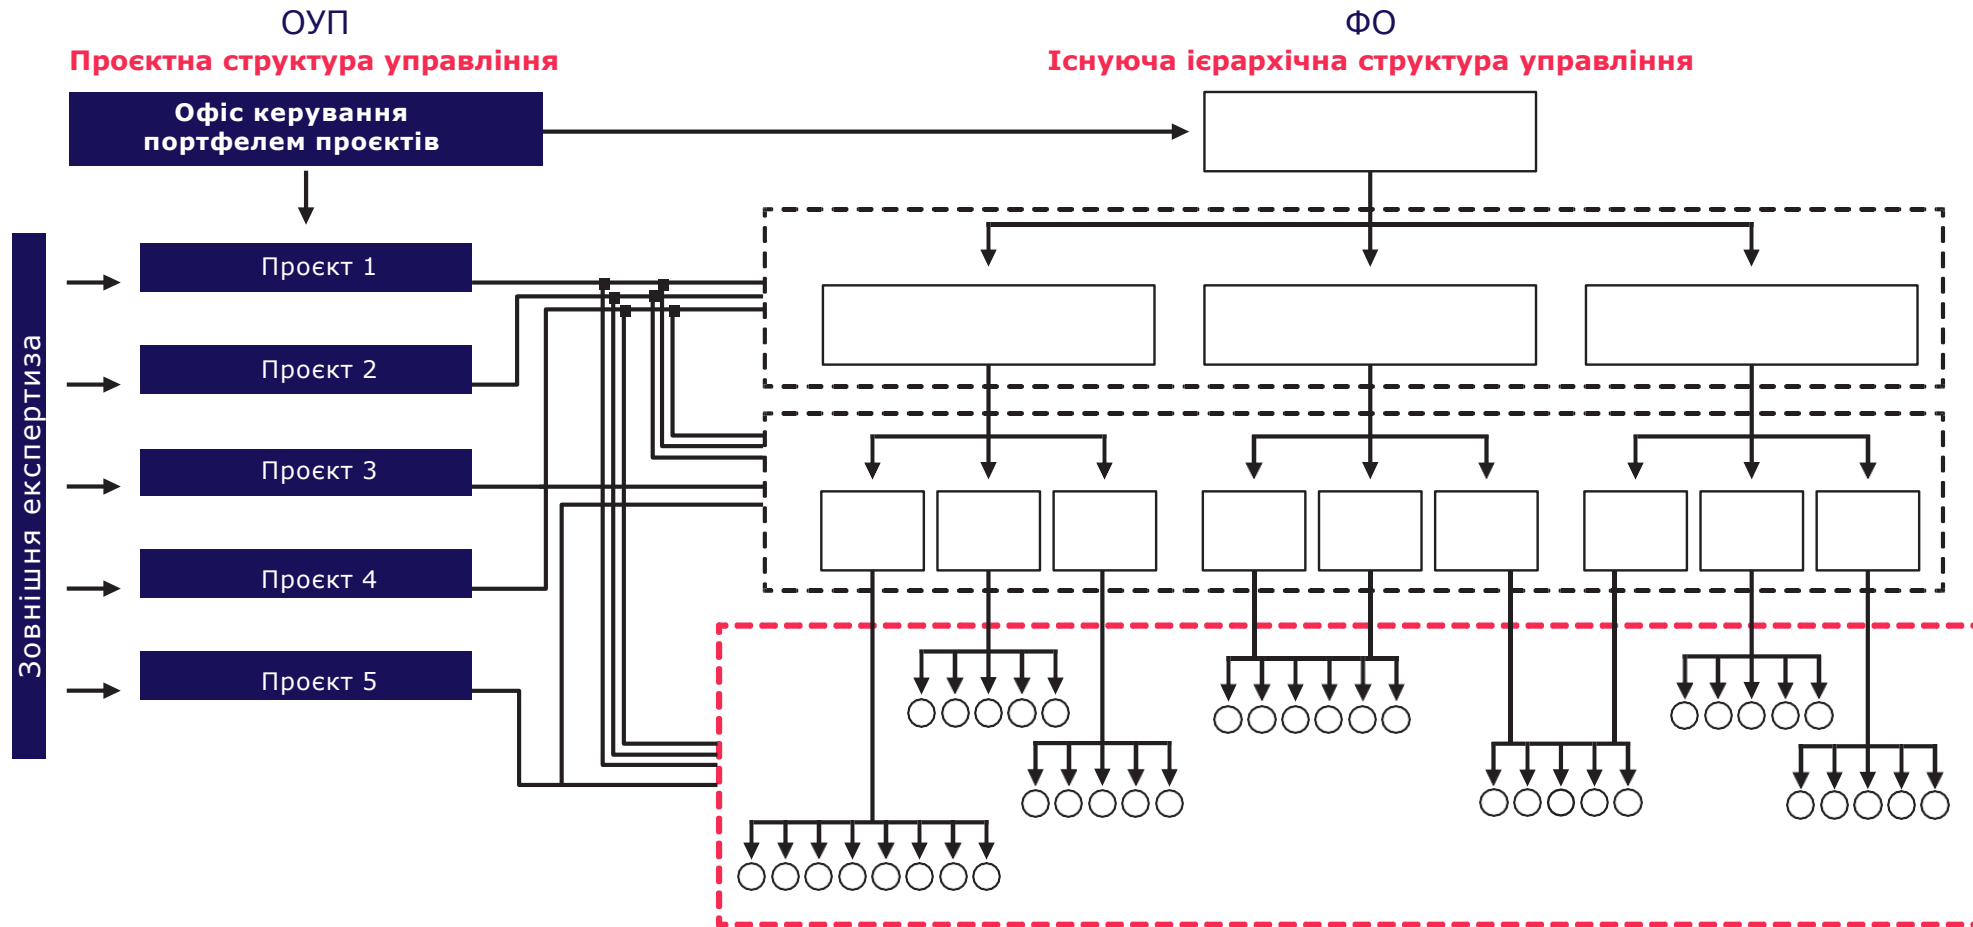 ОУП
Проєктна структура управління
ФО
Існуюча ієрархічна структура управління
Офіс керування
портфелем проєктів
Зовнішня експертиза
Проєкт 1
Проєкт 2
Проєкт 3
Проєкт 4
Проєкт 5